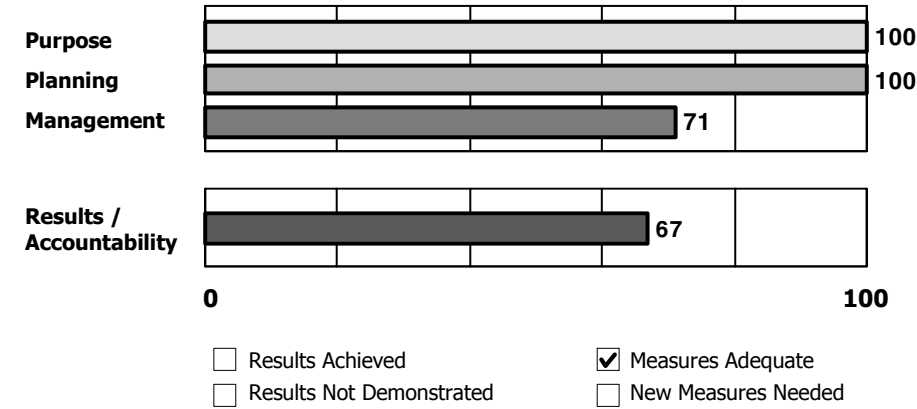 Purpose 100
Planning 100
Management 71
Results /
Accountability 67
0 100
Results Achieved Measures Adequate
Results Not Demonstrated New Measures Needed